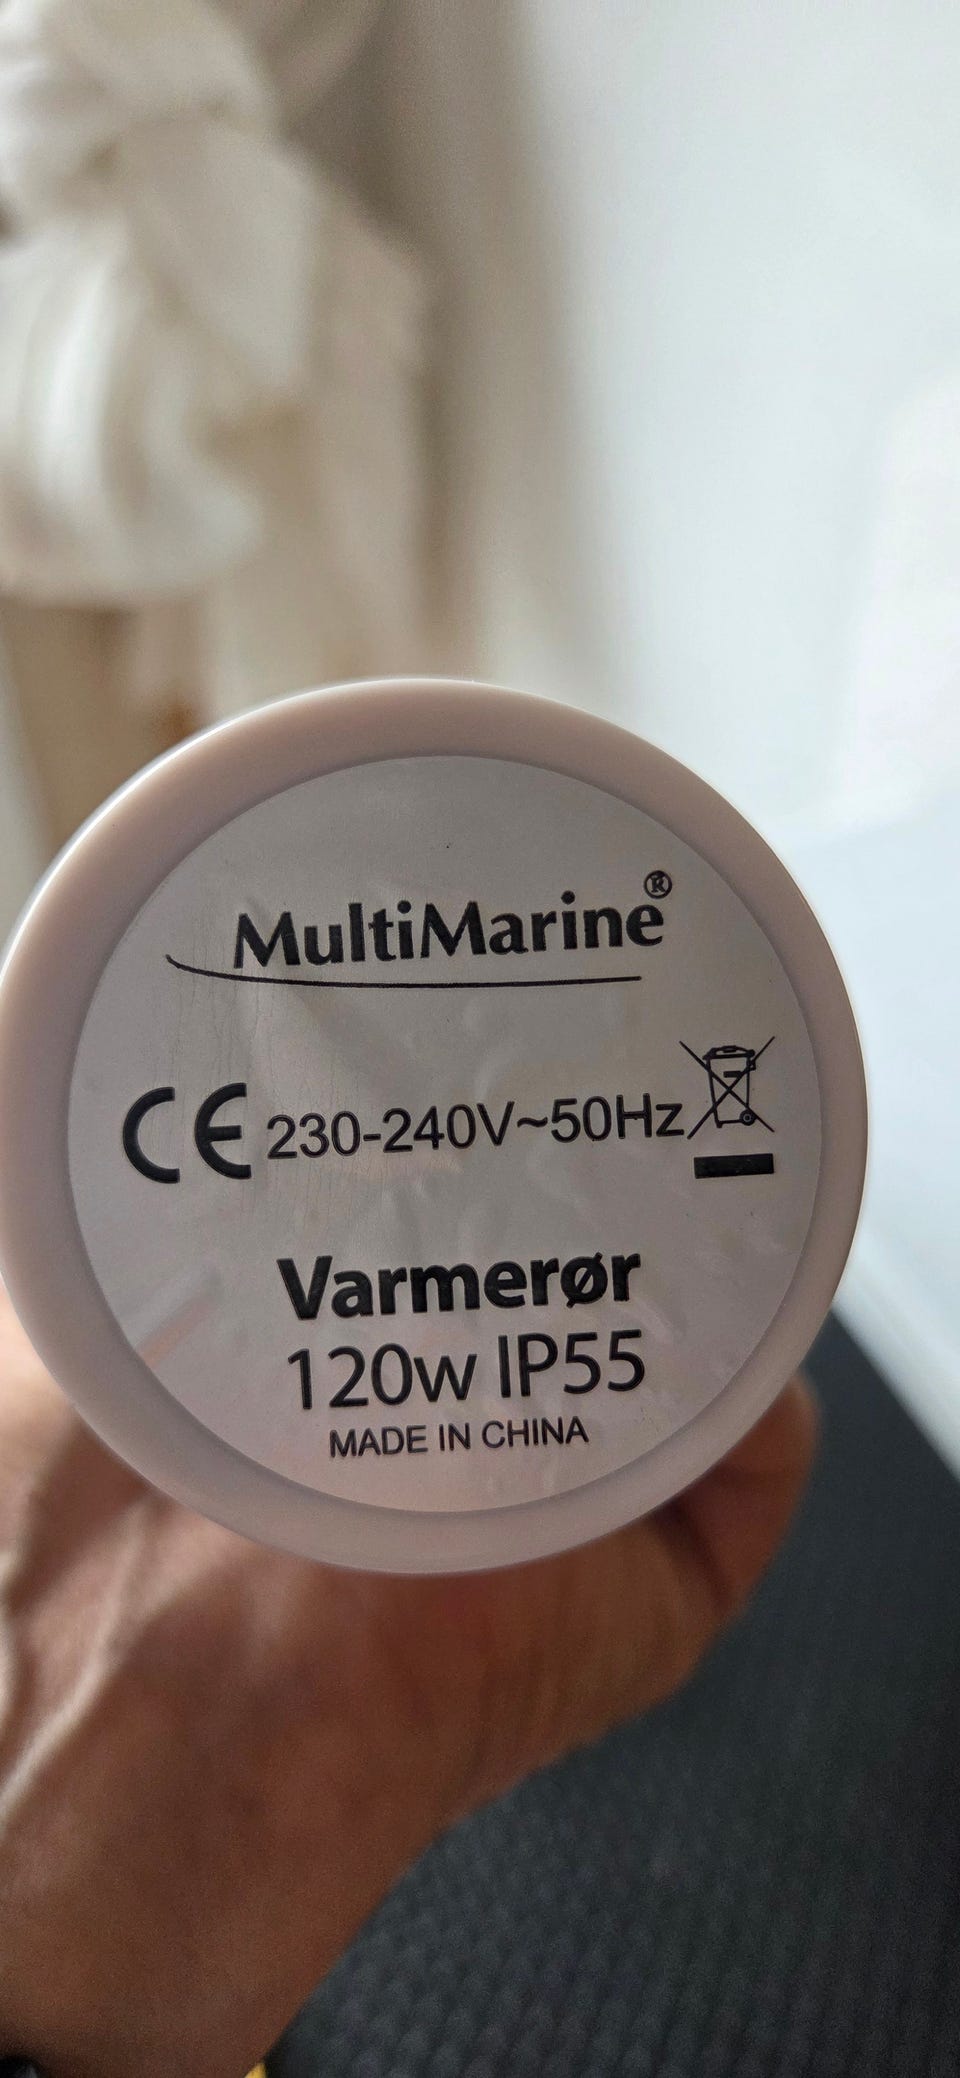 MultiMarine®
CE 230-240V~50Hz
Varmerør
120w IP55
MADE IN CHINA